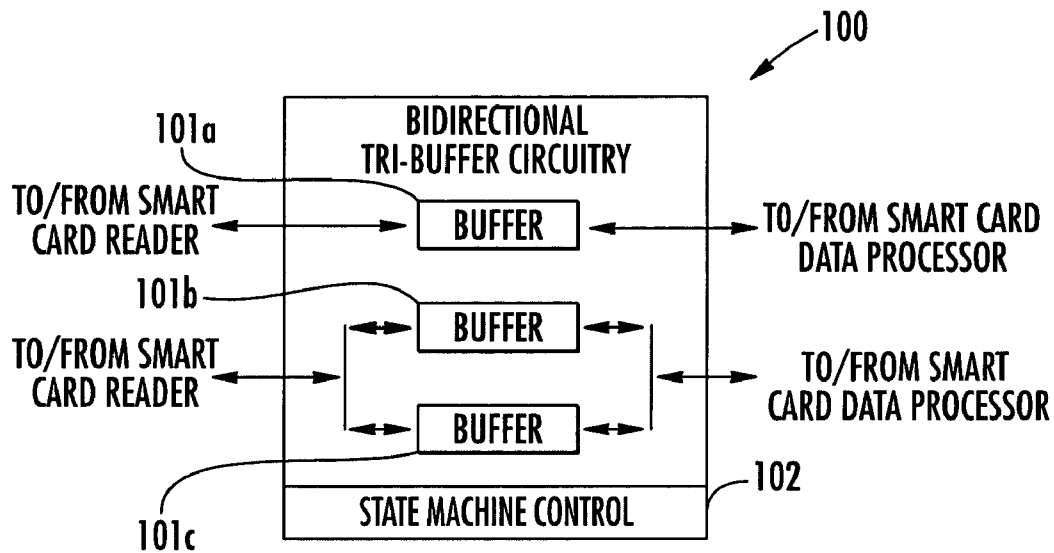 100
BIDIRECTIONAL
TRI-BUFFER CIRCUITRY
101a
TO/FROM SMART
CARD READER
BUFFER
TO/FROM SMART CARD
DATA PROCESSOR
101b
BUFFER
TO/FROM SMART
CARD READER
TO/FROM SMART
CARD DATA PROCESSOR
BUFFER
101c
STATE MACHINE CONTROL
102